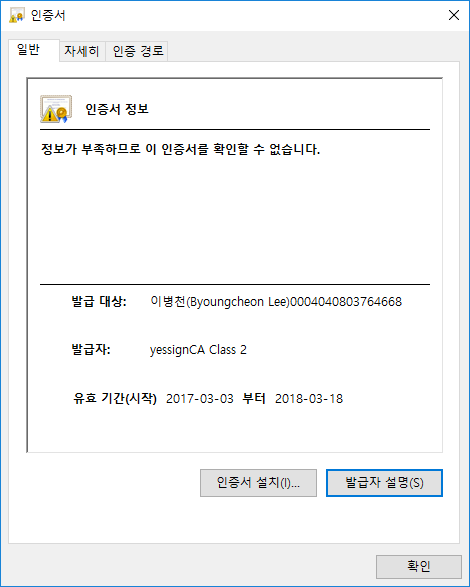 인증서
일반 자세히 인증 경로
인증서 정보
정보가 부족하므로 이 인증서를 확인할 수 없습니다.
발급 대상: 이병천(Byoungcheon Lee)0004040803764668
발급자: yessignCA Class 2
유효 기간(시작) 2017-03-03 부터 2018-03-18
인증서 설치(I)... 발급자 설명(S)
확인